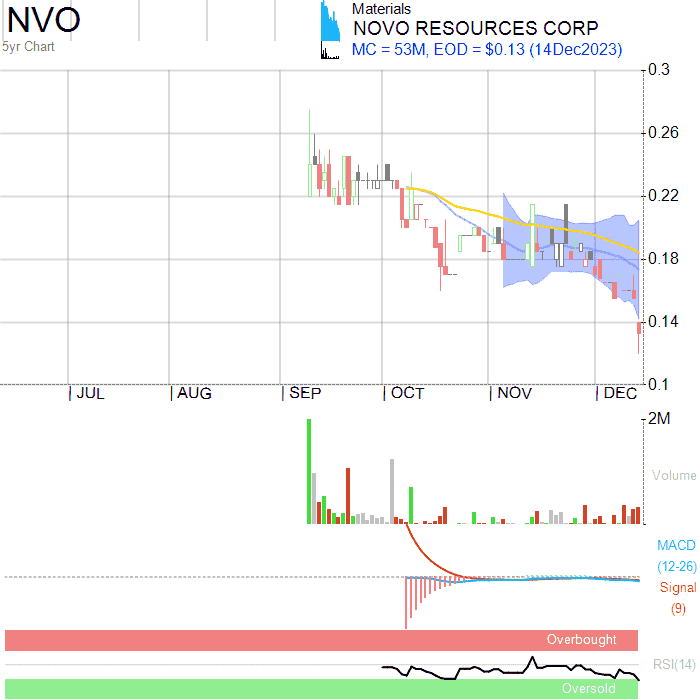 NVO
5yr Chart
Materials
NOVO RESOURCES CORP
MC = 53M, EOD = $0.13 (14Dec2023)
0.3
0.26
0.22
0.18
0.14
0.1
JUL AUG SEP OCT NOV DEC
2M
Volume
MACD
(12-26)
Signal
(9)
Overbought
RSI(14)
Oversold